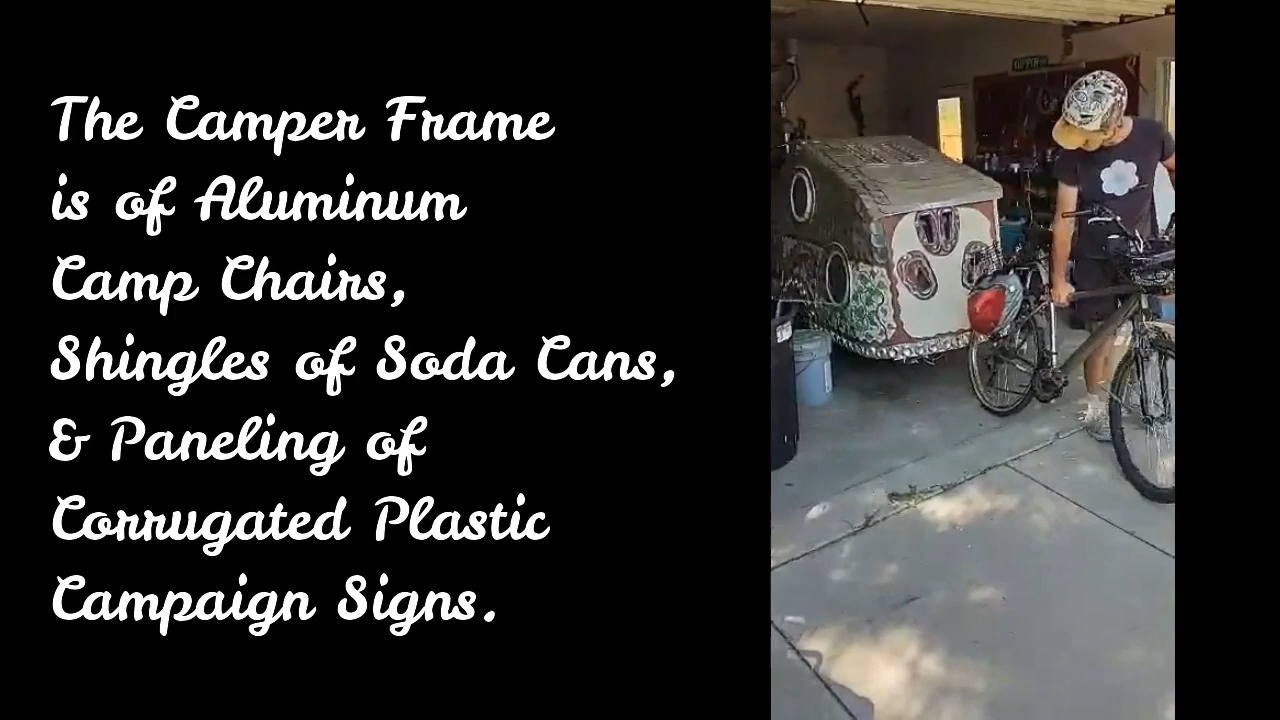 The Camper Frame
is of Aluminum
Camp Chairs,
Shingles of Soda Cans,
& Paneling of
Corrugated Plastic
Campaign Signs.